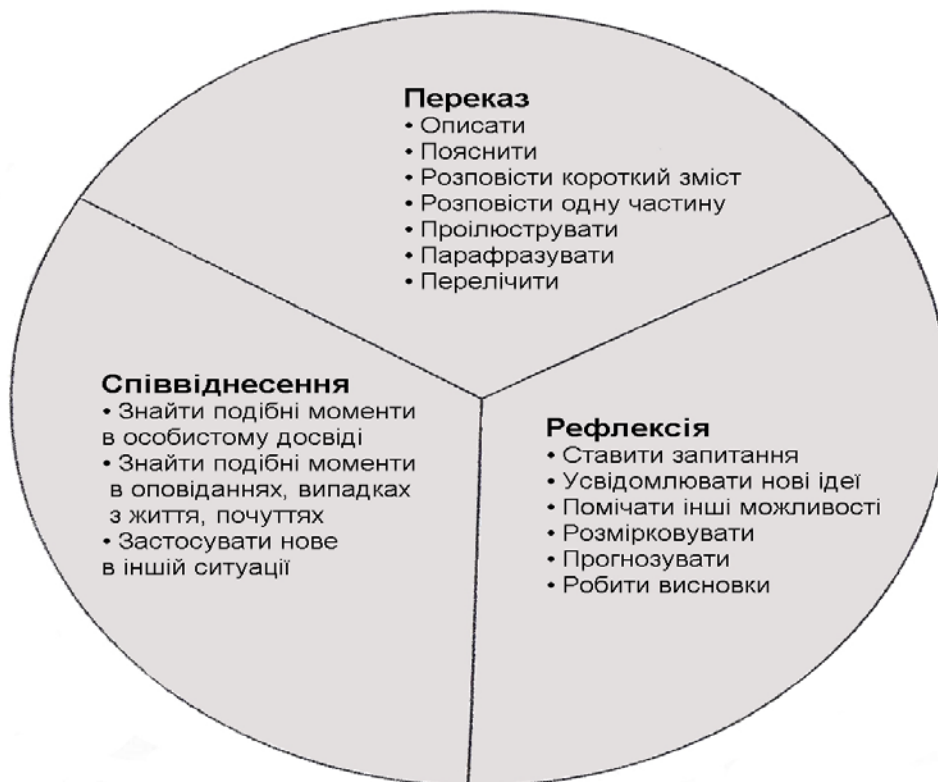 Переказ
• Описати
• Пояснити
• Розповісти короткий зміст
• Розповісти одну частину
• Проілюструвати
• Парафразувати
• Перелічити
Співвіднесення
• Знайти подібні моменти
в особистому досвіді
• Знайти подібні моменти
в оповіданнях, випадках
з життя, почуттях
• Застосувати нове
в іншій ситуації
Рефлексія
• Ставити запитання
• Усвідомлювати нові ідеї
• Помічати інші можливості
• Розмірковувати
• Прогнозувати
• Робити висновки